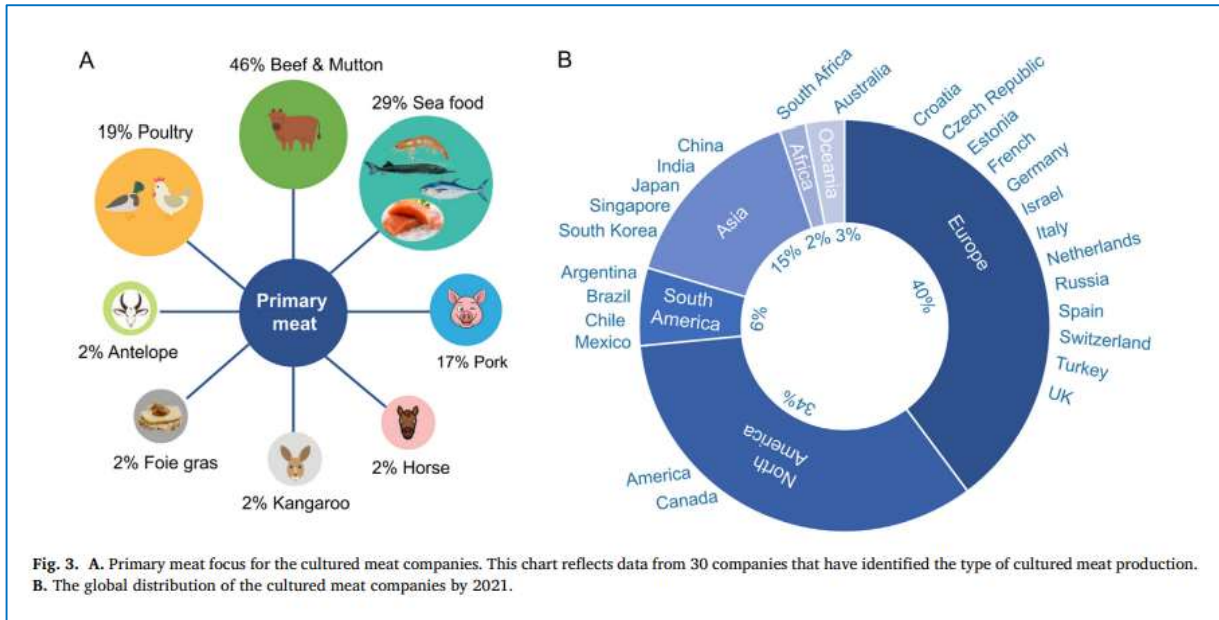 A
46% Beef & Mutton
29% Sea food
19% Poultry
Primary
meat
2% Antelope
17% Pork
2% Foie gras
2% Horse
2% Kangaroo
B
South Africa
Australia
Croatia
Czech Republic
Estonia
French
Germany
Israel
Italy
Netherlands
Russia
Spain
Switzerland
Turkey
UK
China
India
Japan
Singapore
South Korea
Argentina
Brazil
Chile
Mexico
America
Canada
Africa
Oceania
Asia
Europe
South
America
North
America
15%
2%
3%
40%
6%
34%
Fig. 3. A. Primary meat focus for the cultured meat companies. This chart reflects data from 30 companies that have identified the type of cultured meat production.
B. The global distribution of the cultured meat companies by 2021.